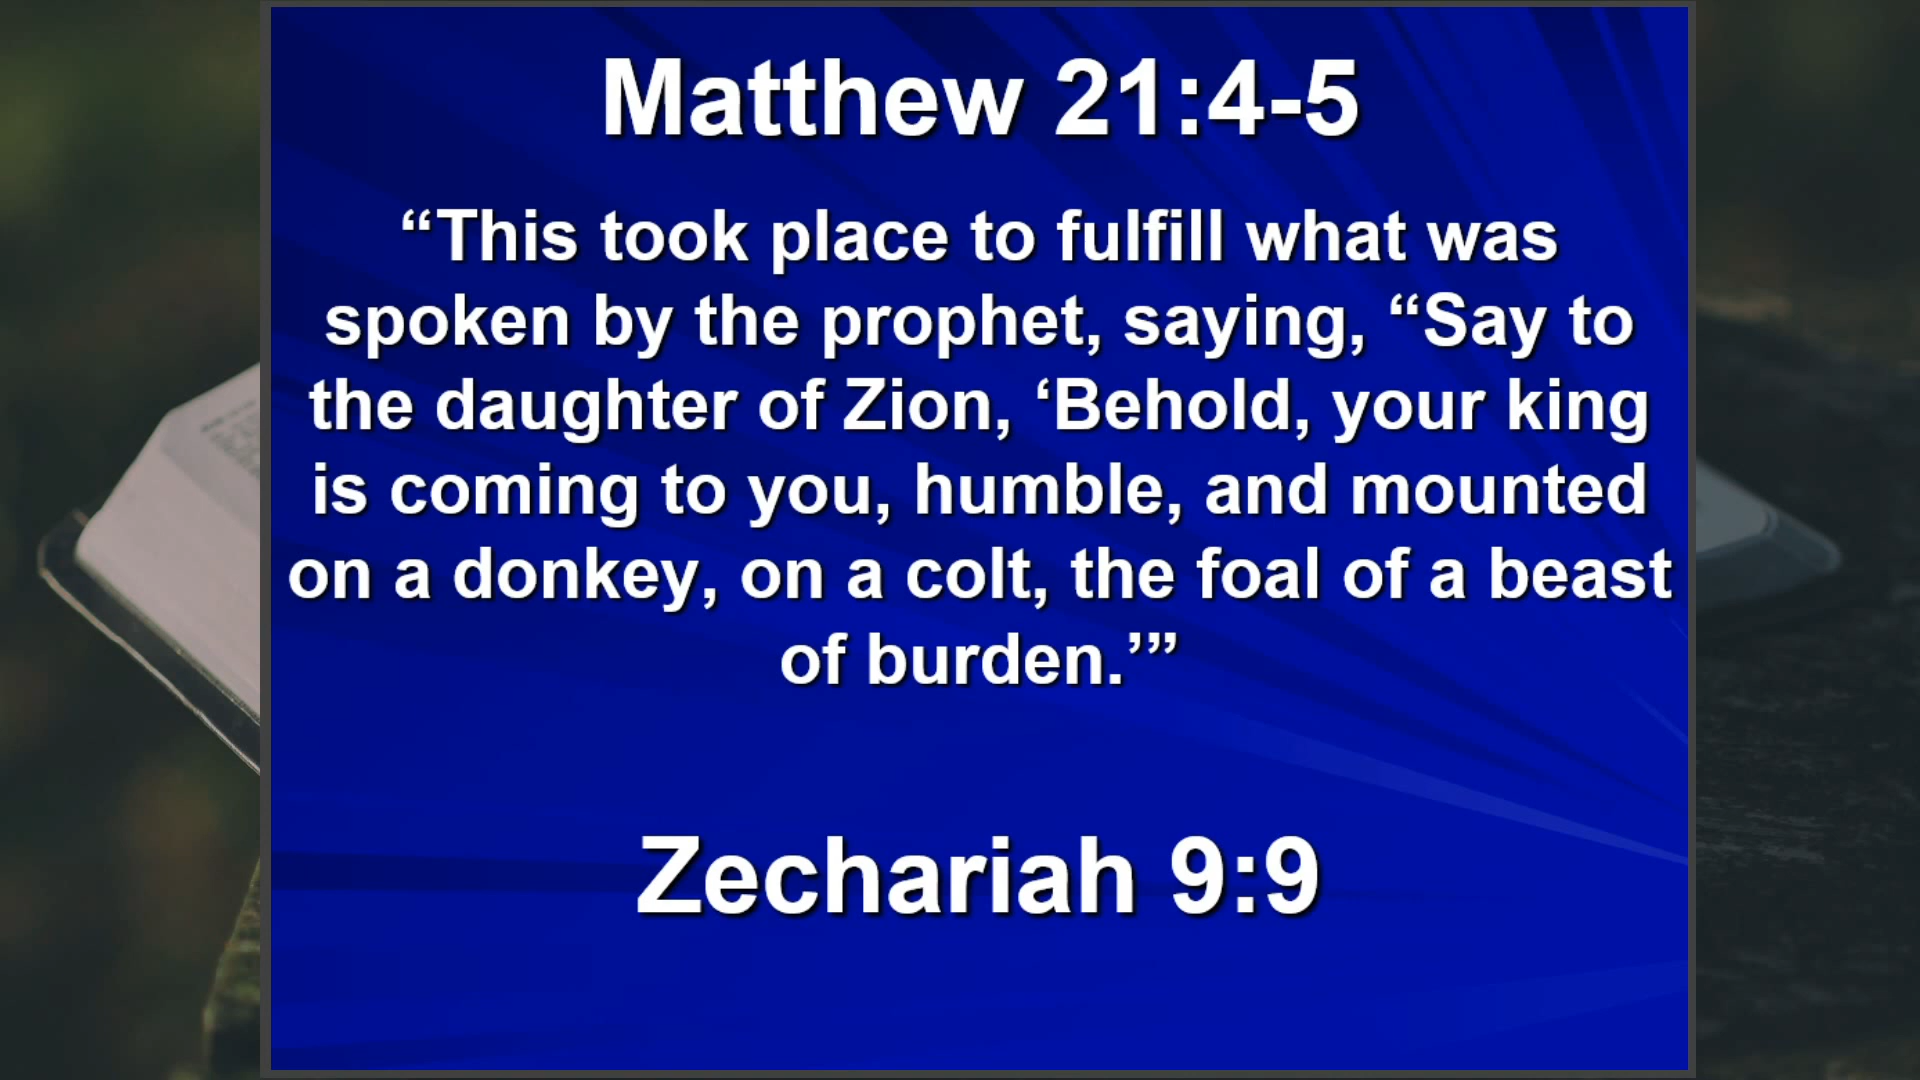 Matthew 21:4-5
“This took place to fulfill what was
spoken by the prophet, saying, “Say to
the daughter of Zion, ‘Behold, your king
is coming to you, humble, and mounted
on a donkey, on a colt, the foal of a beast
of burden.’”
Zechariah 9:9